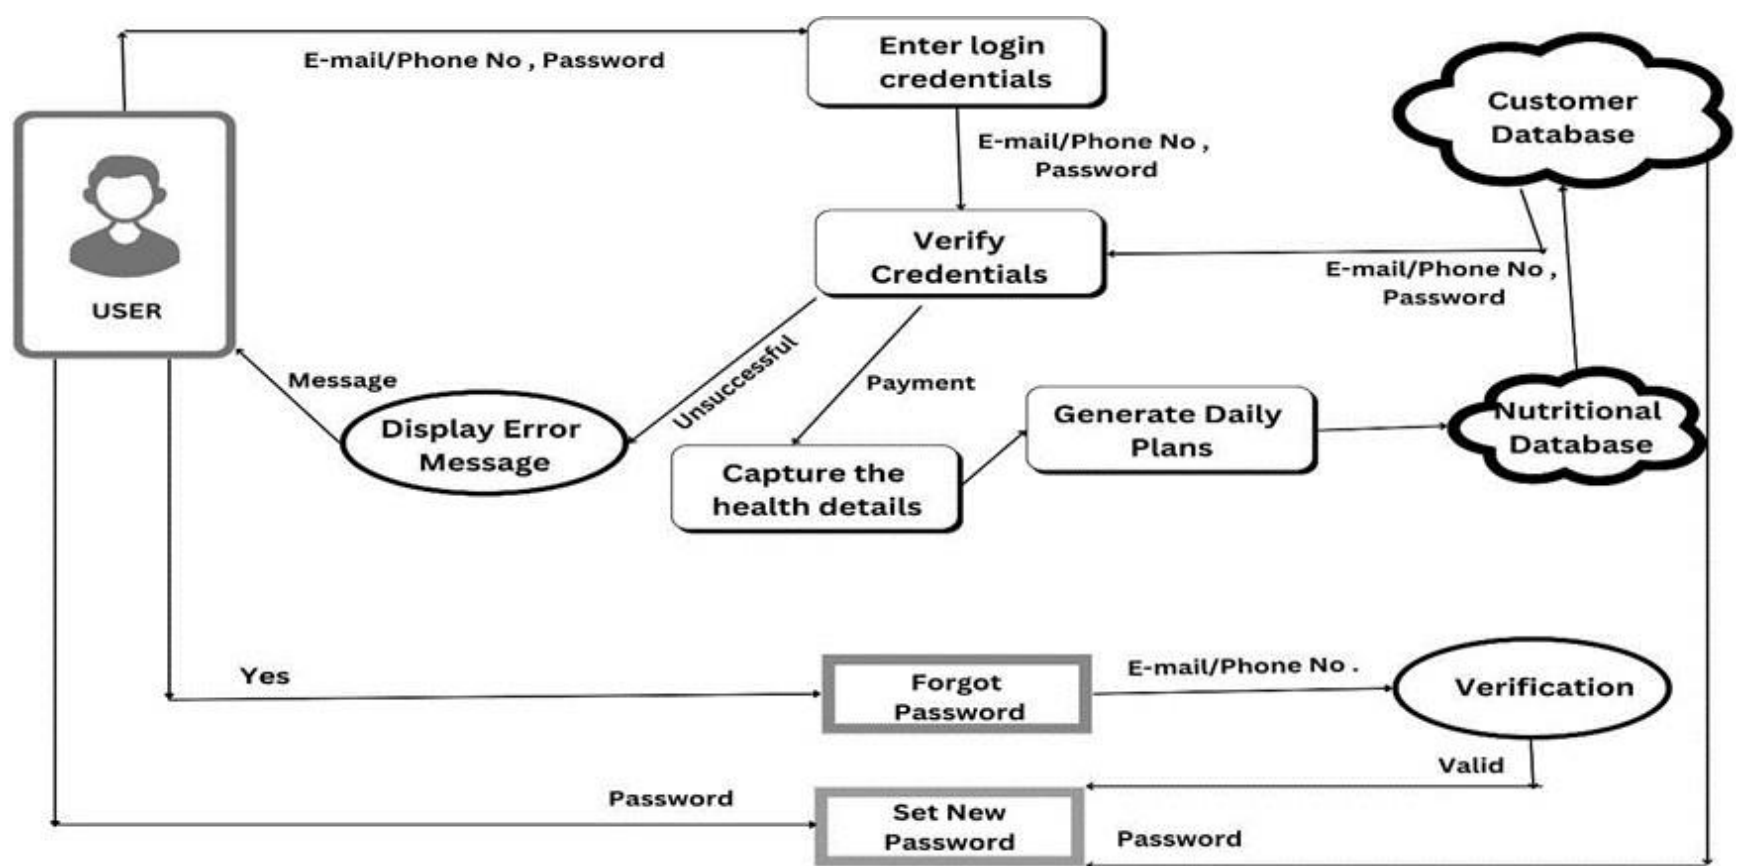 E-mail/Phone No , Password
Enter login
credentials
Customer
Database
E-mail/Phone No ,
Password
Verify
Credentials
E-mail/Phone No ,
Password
USER
Message
Unsuccessful
Payment
Display Error
Message
Generate Daily
Plans
Nutritional
Database
Capture the
health details
Yes
Forgot
Password
E-mail/Phone No .
Verification
Valid
Password
Set New
Password
Password